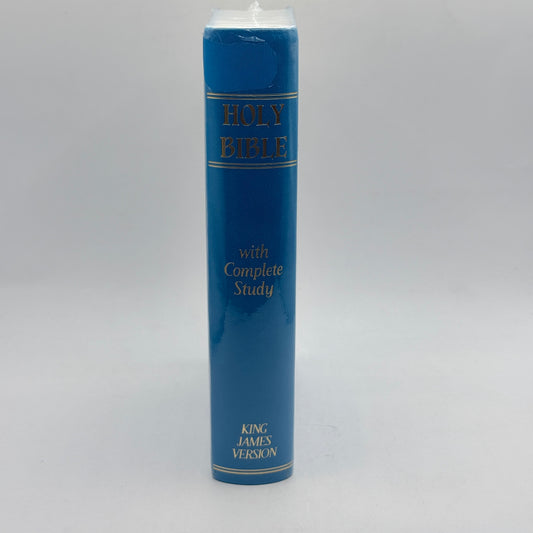 HOLY
BIBLE
with
Complete
Study
KING
JAMES
VERSION